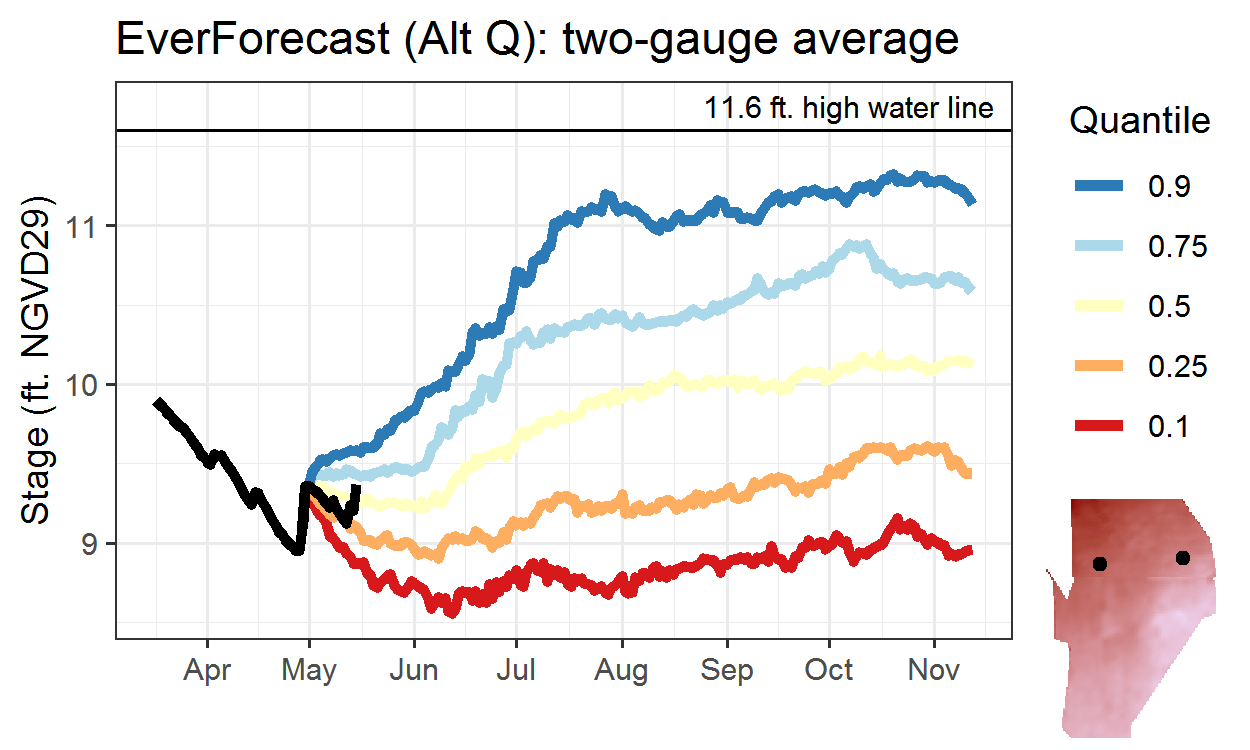 EverForecast (Alt Q): two-gauge average
11.6 ft. high water line
Stage (ft. NGVD29)
11
10
9
Apr May Jun Jul Aug Sep Oct Nov
Quantile
0.9
0.75
0.5
0.25
0.1